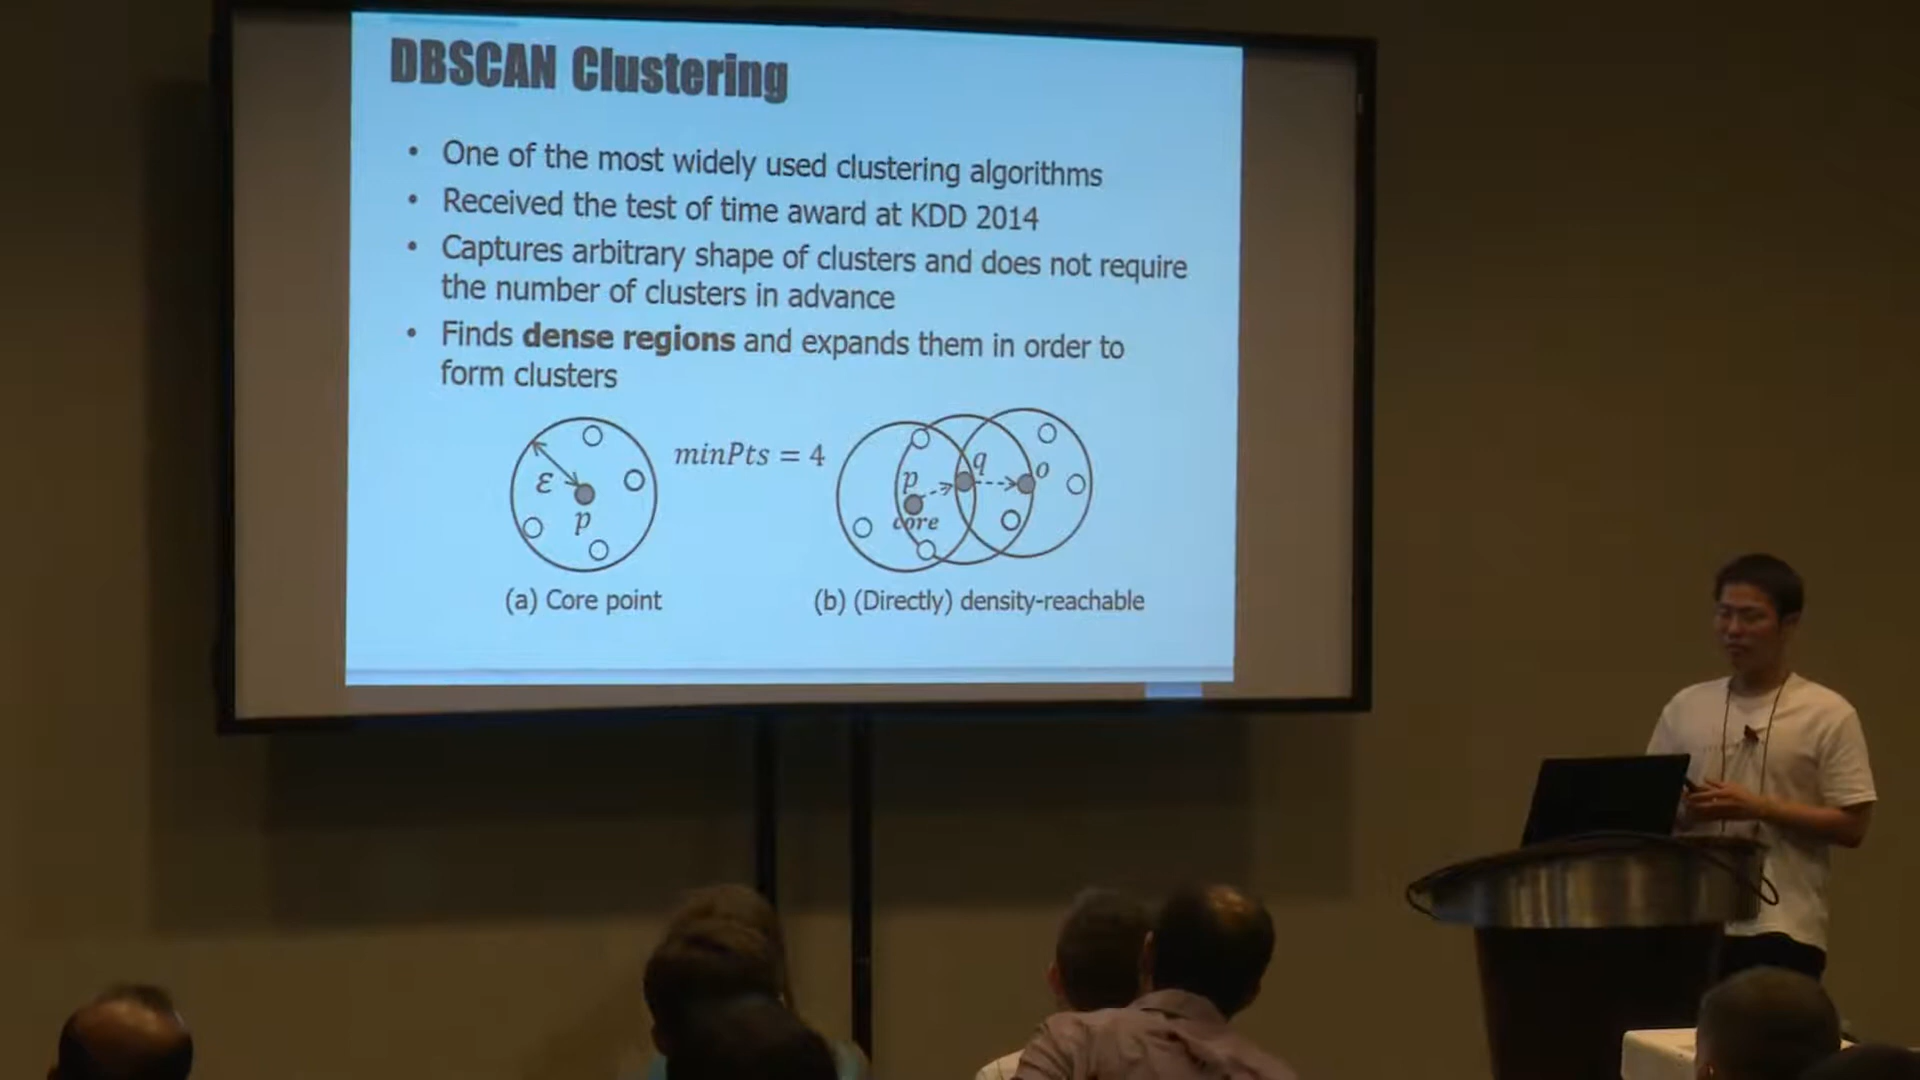 DBSCAN Clustering
• One of the most widely used clustering algorithms
• Received the test of time award at KDD 2014
• Captures arbitrary shape of clusters and does not require
the number of clusters in advance
• Finds dense regions and expands them in order to
form clusters
ε
p
minPts = 4
p
core
q
o
(a) Core point
(b) (Directly) density-reachable